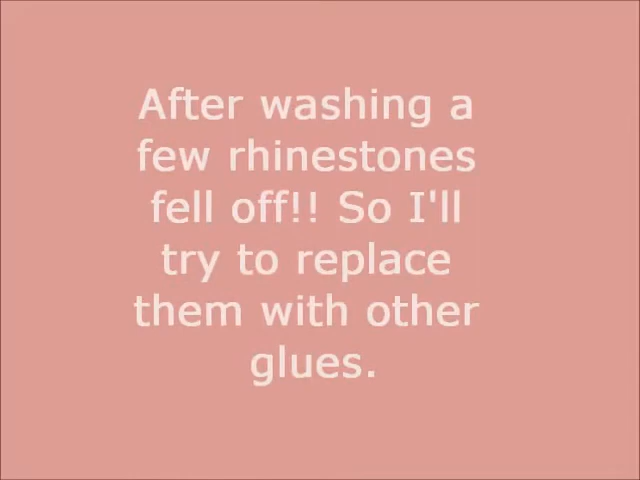 After washing a
few rhinestones
fell off!! So I'll
try to replace
them with other
glues.